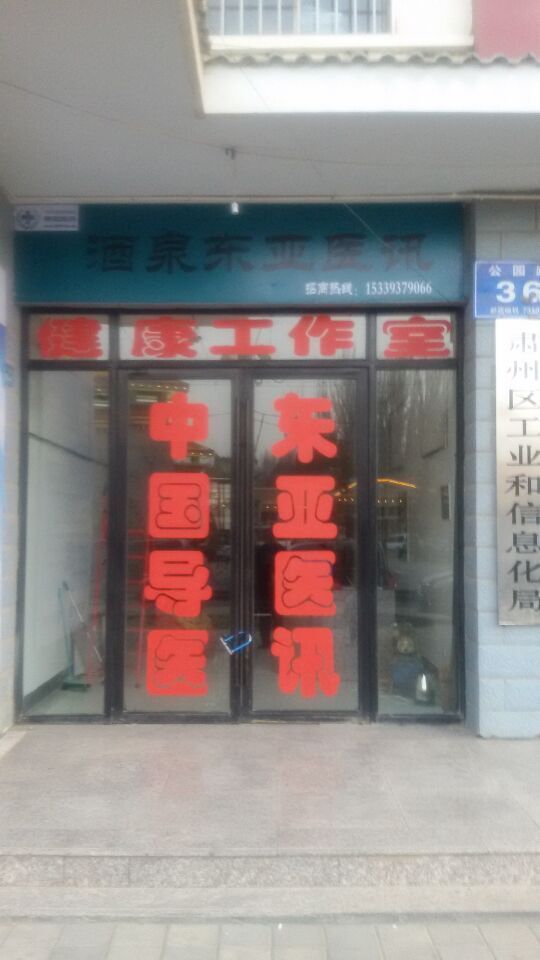 酒泉东亚医讯
招商热线：15339379066
健康工作室
中国导医
东亚医讯
公园
36
肃州区工业和信息化局